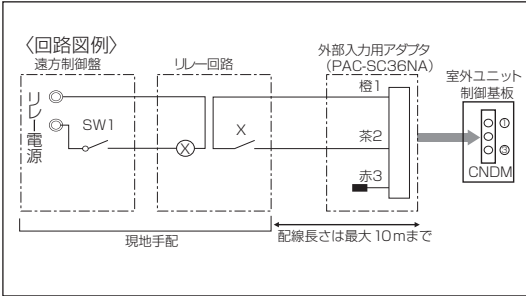 〈回路図例〉
遠方制御盤
リレー回路
外部入力用アダプタ
（PAC-SC36NA）
室外ユニット
制御基板
リレー電源
SW1
X
X
橙1
茶2
赤3
①
③
CNDM
現地手配
配線長さは最大10mまで